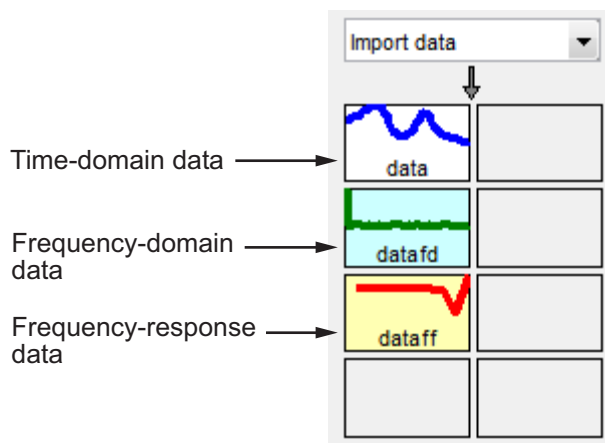 Import data
Time-domain data
data
Frequency-domain
data
datafd
Frequency-response
data
dataff